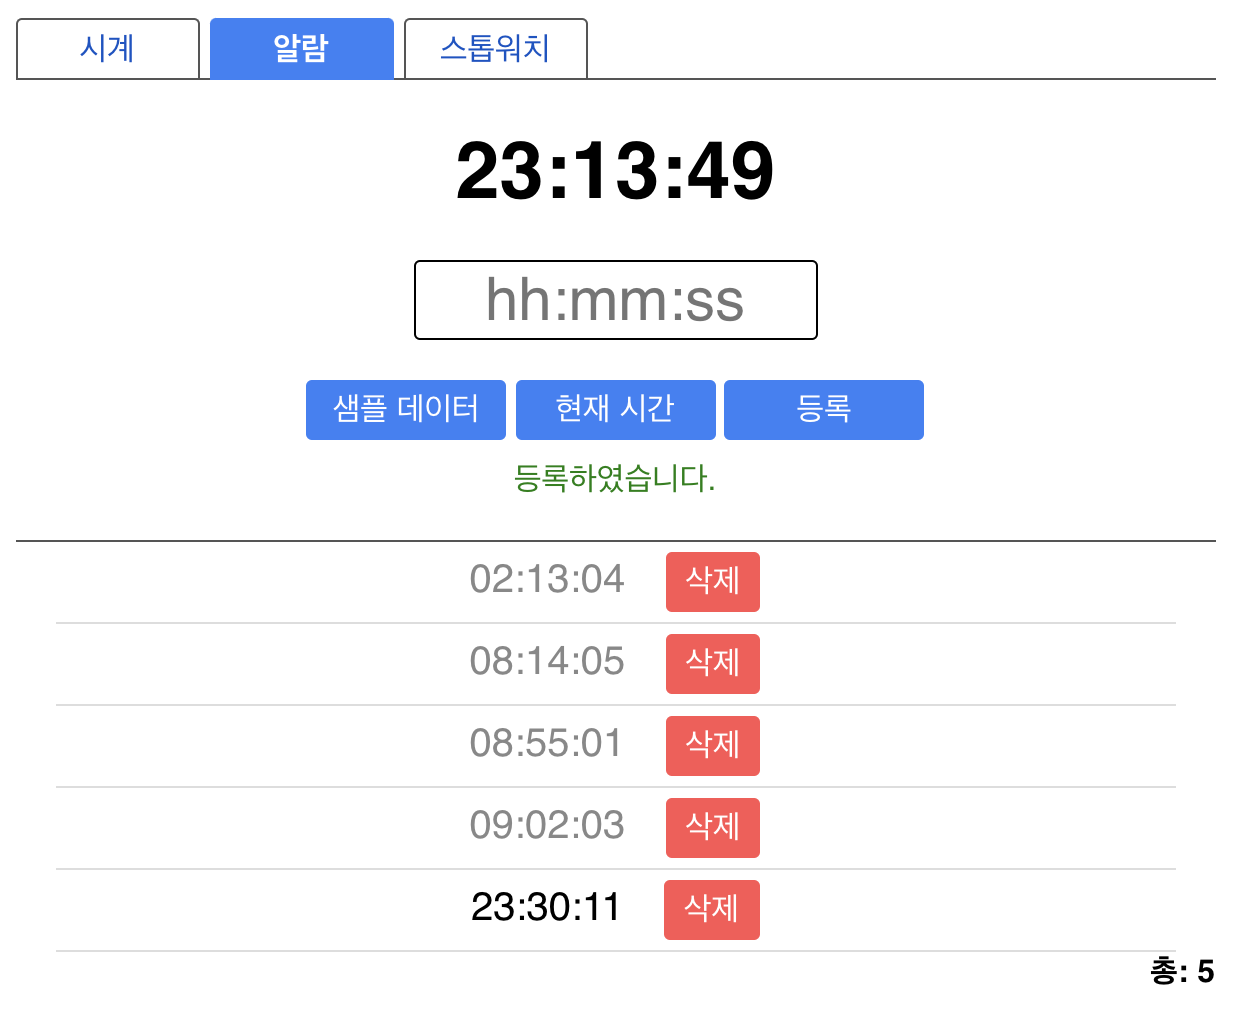 시계 알람 스톱워치
23:13:49
hh:mm:ss
샘플 데이터 현재 시간 등록
등록하였습니다.
02:13:04 삭제
08:14:05 삭제
08:55:01 삭제
09:02:03 삭제
23:30:11 삭제
총: 5